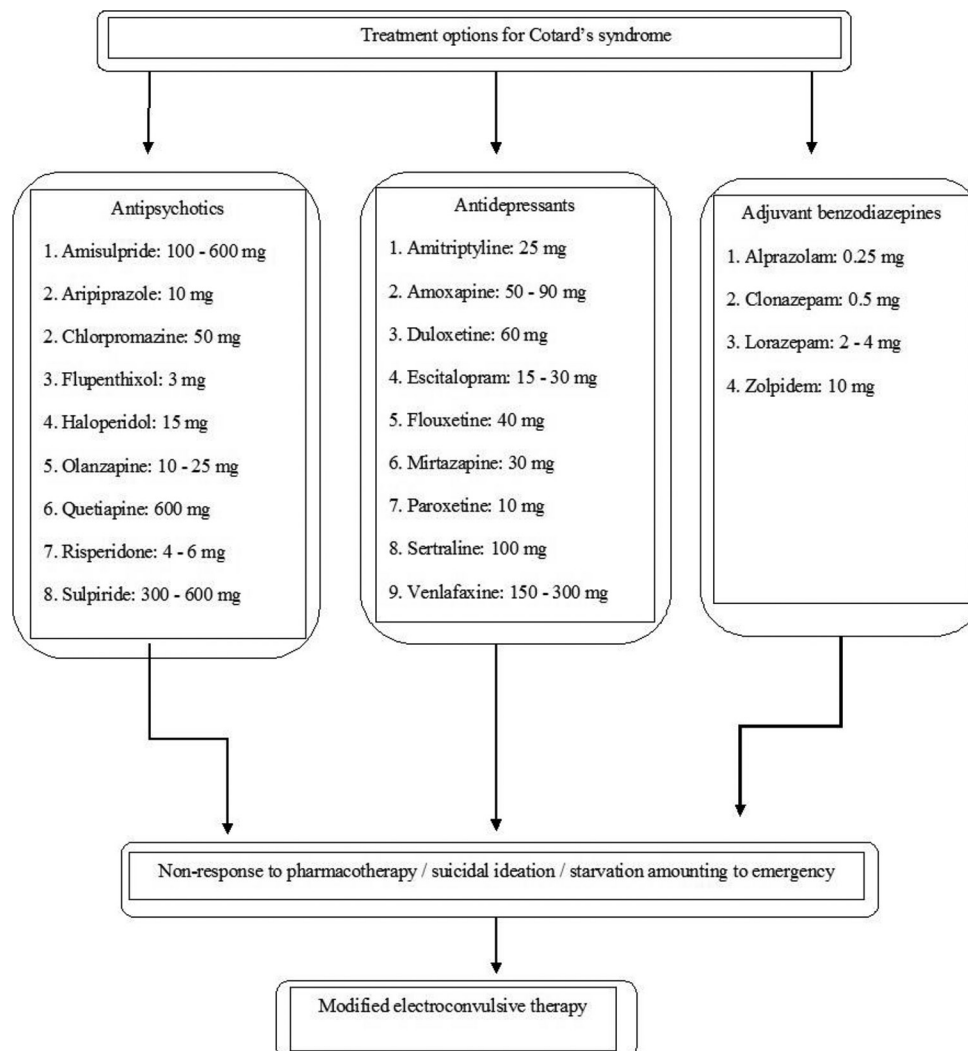 Treatment options for Cotard's syndrome
Antipsychotics
1. Amisulpride: 100 - 600 mg
2. Aripiprazole: 10 mg
2. Chlorpromazine: 50 mg
3. Flupenthixol: 3 mg
4. Haloperidol: 15 mg
5. Olanzapine: 10 - 25 mg
6. Quetiapine: 600 mg
7. Risperidone: 4 - 6 mg
8. Sulpiride: 300 - 600 mg
Antidepressants
1. Amitriptyline: 25 mg
2. Amoxapine: 50 - 90 mg
3. Duloxetine: 60 mg
4. Escitalopram: 15 - 30 mg
5. Flouxetine: 40 mg
6. Mirtazapine: 30 mg
7. Paroxetine: 10 mg
8. Sertraline: 100 mg
9. Venlafaxine: 150 - 300 mg
Adjuvant benzodiazepines
1. Alprazolam: 0.25 mg
2. Clonazepam: 0.5 mg
3. Lorazepam: 2 - 4 mg
4. Zolpidem: 10 mg
Non-response to pharmacotherapy / suicidal ideation / starvation amounting to emergency
Modified electroconvulsive therapy